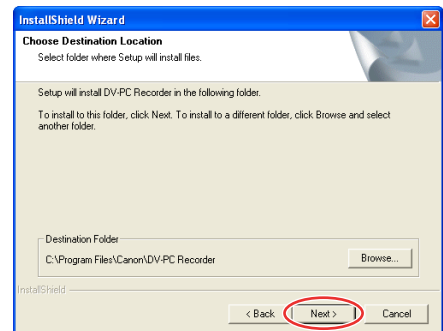 InstallShield Wizard
Choose Destination Location
Select folder where Setup will install files.
Setup will install DV-PC Recorder in the following folder.
To install to this folder, click Next. To install to a different folder, click Browse and select
another folder.
Destination Folder
C:\Program Files\Canon\DV-PC Recorder
Browse...
InstallShield
< Back
Next >
Cancel